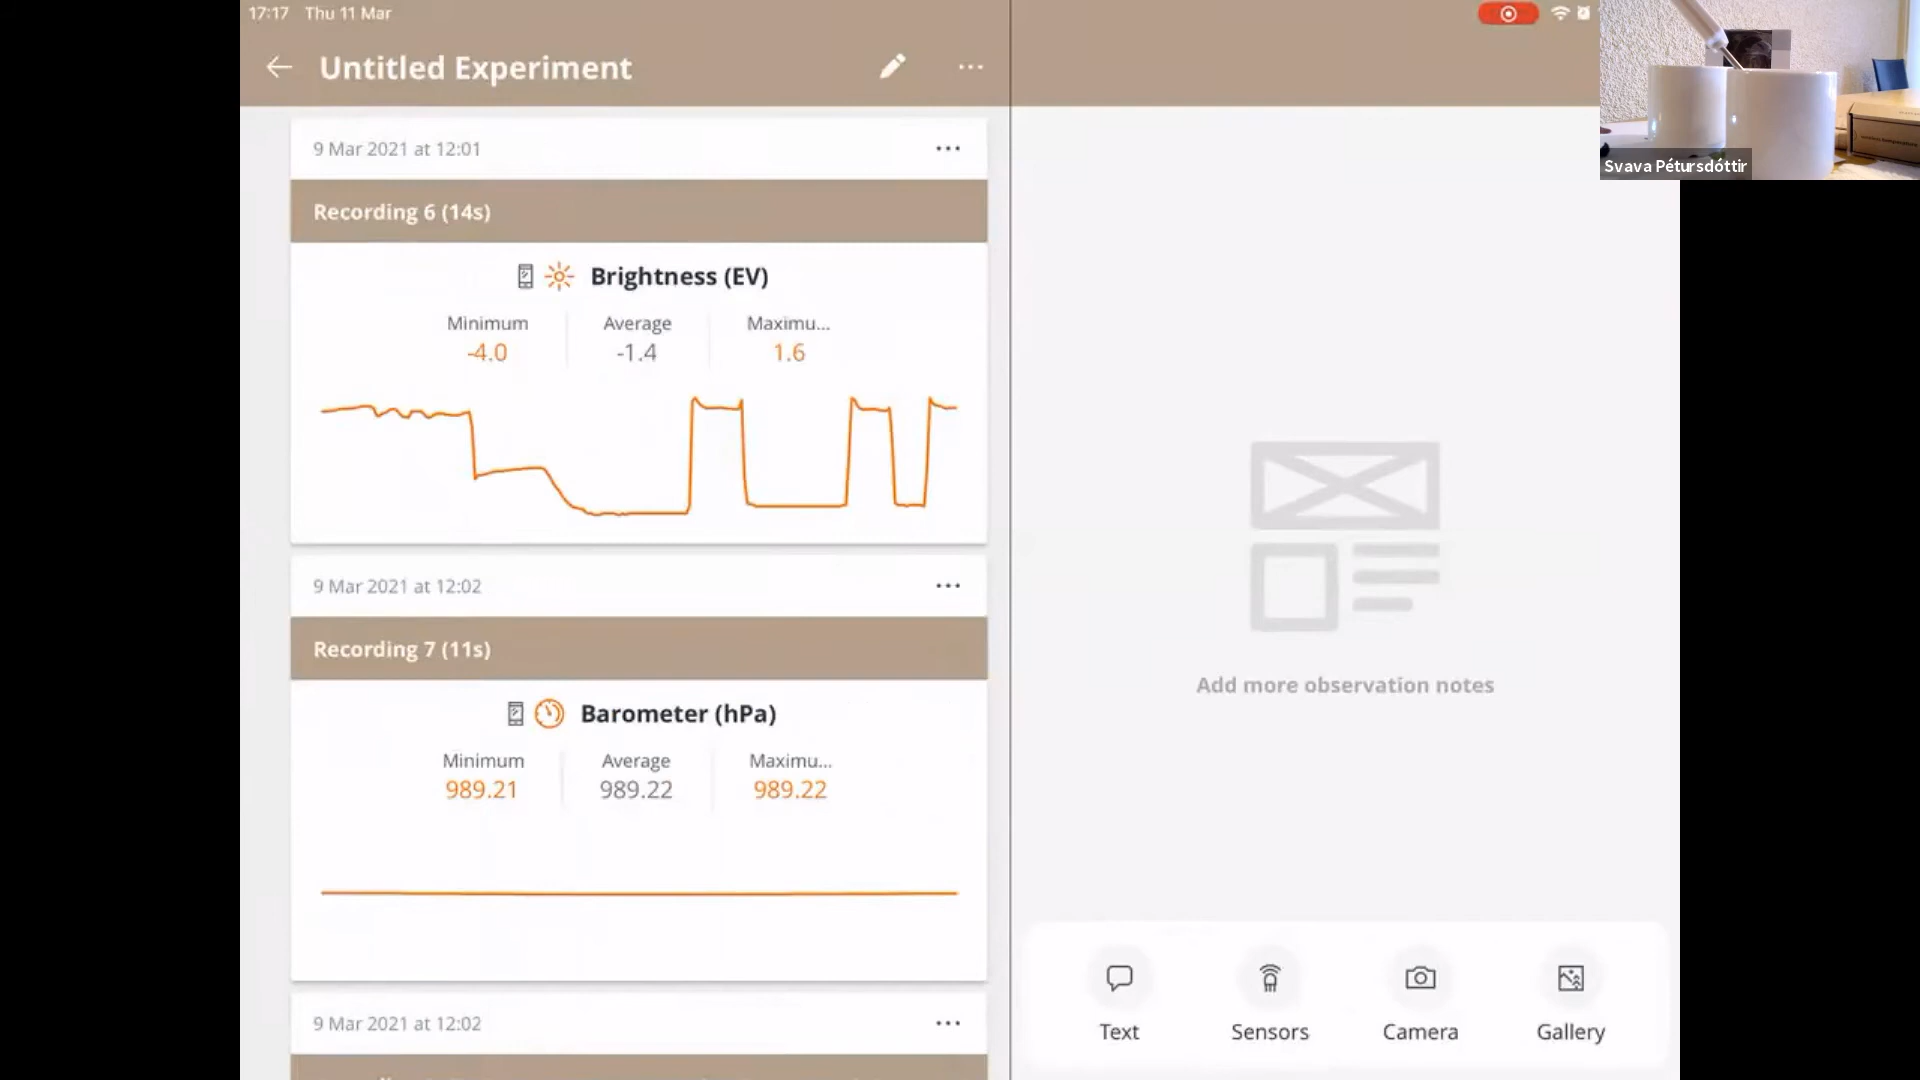 17:17 Thu 11 Mar
Untitled Experiment
Svava Pétursdóttir
9 Mar 2021 at 12:01
Recording 6 (14s)
Brightness (EV)
Minimum Average Maximu...
-4.0 -1.4 1.6
9 Mar 2021 at 12:02
Recording 7 (11s)
Barometer (hPa)
Minimum Average Maximu...
989.21 989.22 989.22
9 Mar 2021 at 12:02
Add more observation notes
Text Sensors Camera Gallery